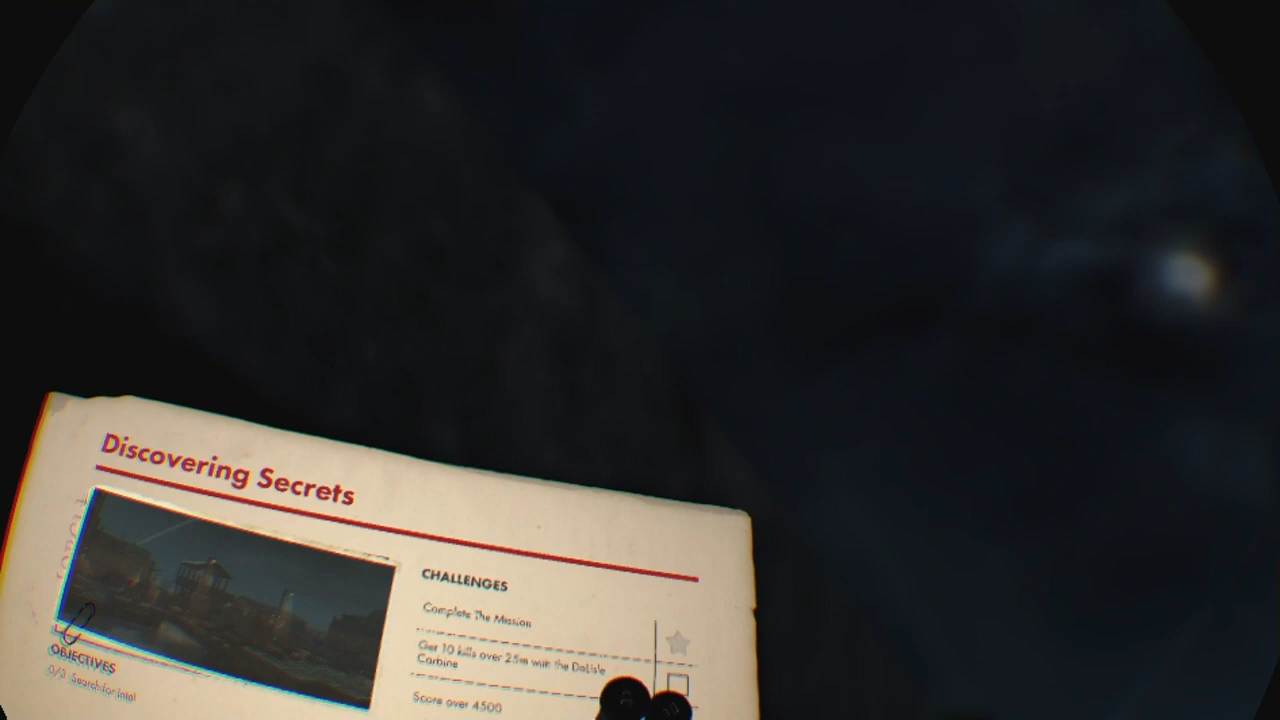 Discovering Secrets
CHALLENGES
Complete The Mission
Get 10 kills over 25m with the DeLisle
Carbine
Score over 4500
OBJECTIVES
0/3 Search for Intel